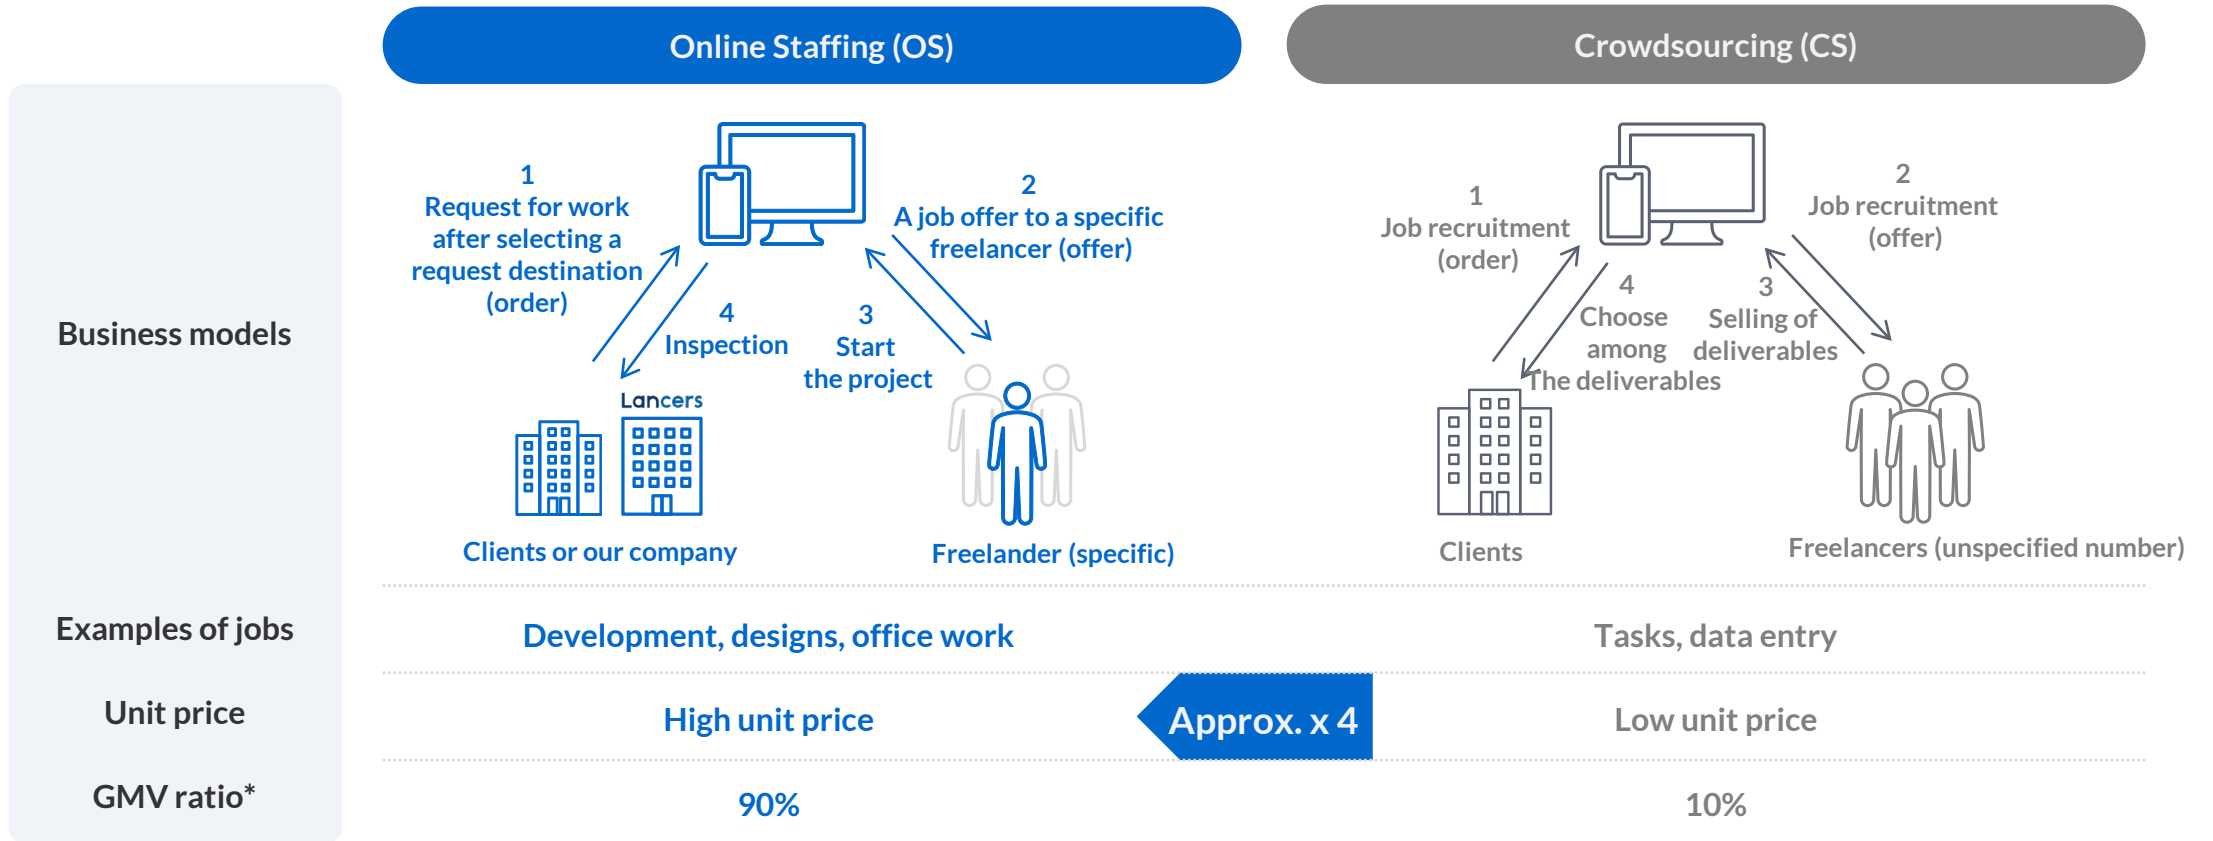 Online Staffing (OS)
Crowdsourcing (CS)
Business models
1
Request for work
after selecting a
request destination
(order)
2
A job offer to a specific
freelancer (offer)
3
Start
the project
4
Inspection
Lancers
Clients or our company
Freelander (specific)
1
Job recruitment
(order)
2
Job recruitment
(offer)
3
Selling of
deliverables
4
Choose
among
The deliverables
Clients
Freelancers (unspecified number)
Examples of jobs
Development, designs, office work
Tasks, data entry
Unit price
High unit price
Approx. x 4
Low unit price
GMV ratio*
90%
10%